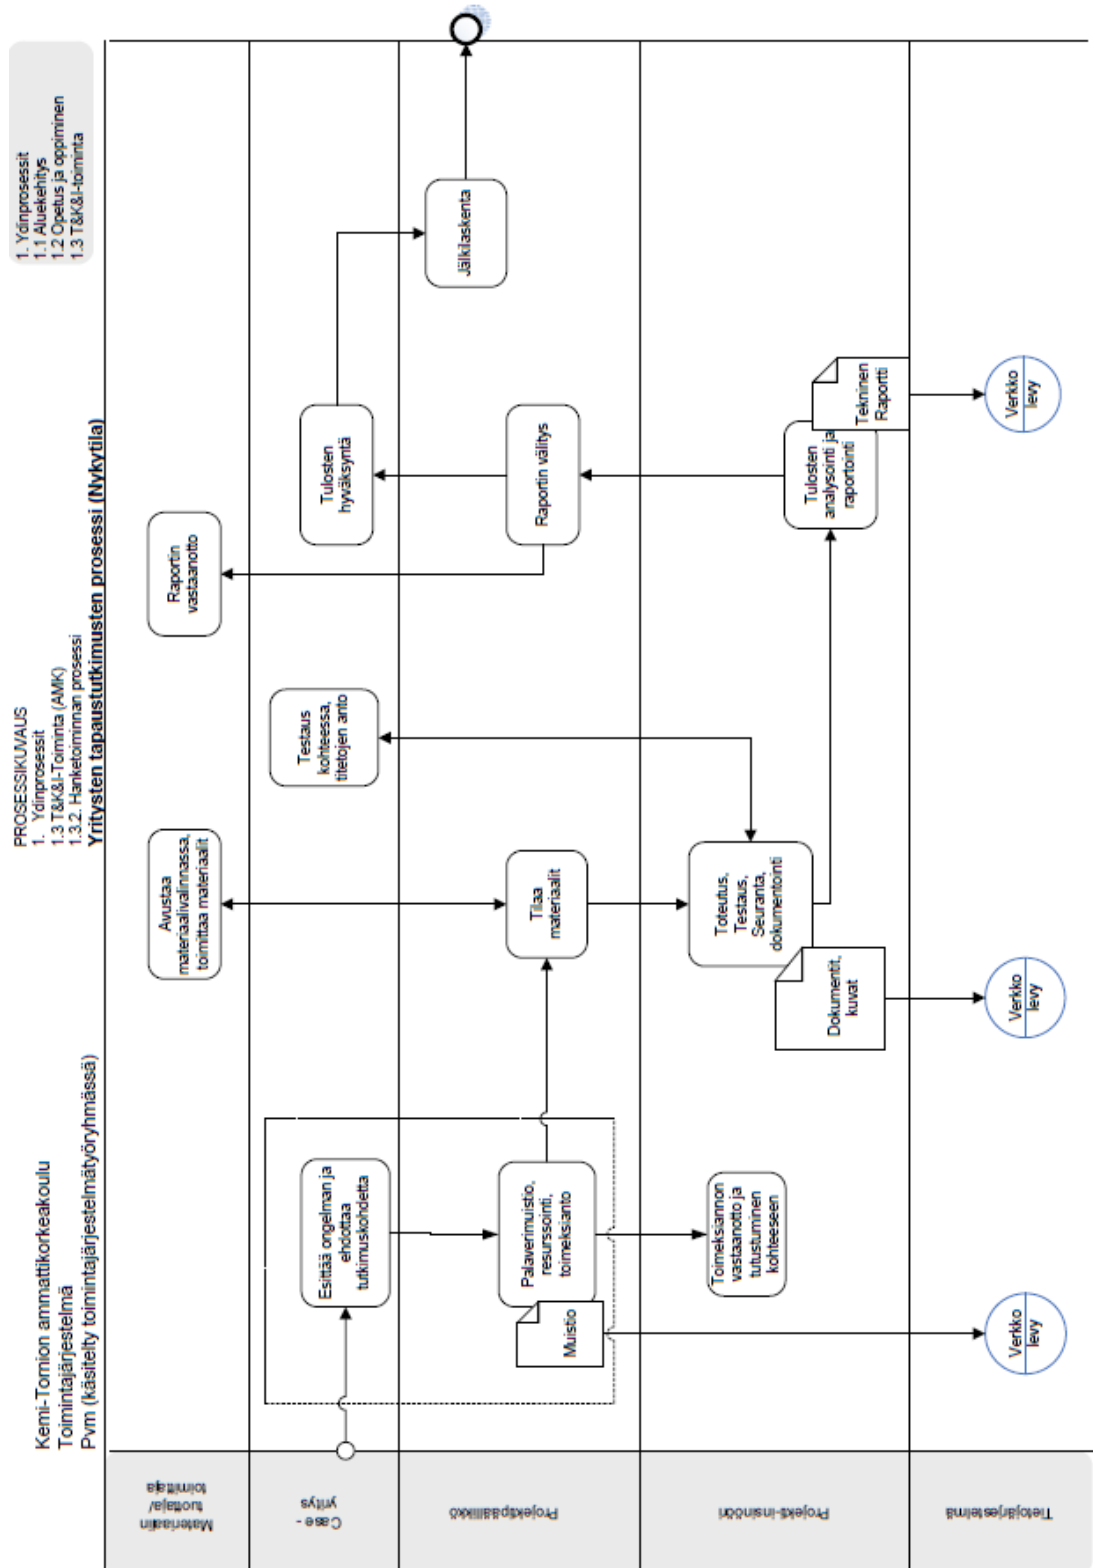 Kemi-Tornion ammattikorkeakoulu
Toimintajärjestelmä
Pvm (käsitelty toimintajärjestelmätyöryhmässä)
PROSESSIKUVAUS
1. Ydinprosessit
1.3 T&K&I-Toiminta (AMK)
1.3.2. Hanketoiminnan prosessi
Yritysten tapaustutkimusten prosessi (Nykytila)
1. Ydinprosessit
1.1 Aluekehitys
1.2 Opetus ja oppiminen
1.3 T&K&I-toiminta
Materiaalin
tuottaja/
toimittaja
Avustaa
materiaalivalinnassa,
toimittaa materiaalit
Raportin
vastaanotto
Case -
yritys
Esittää ongelman ja
ehdottaa
tutkimuskohdetta
Testaus
kohteessa,
titetojen anto
Tulosten
hyväksyntä
Projektipäällikkö
Muistio
Palaverimuistio,
resurssointi,
toimeksianto
Tilaa
materiaalit
Raportin välitys
Jälkilaskenta
Projekti-insinööri
Toimeksiannon
vastaanotto ja
tutustuminen
kohteeseen
Toteutus,
Testaus,
Seuranta,
dokumentointi
Dokumentit,
kuvat
Tulosten
analysointi ja
raportointi
Tekninen
Raportti
Tietojärjestelmä
Verkko
levy
Verkko
levy
Verkko
levy